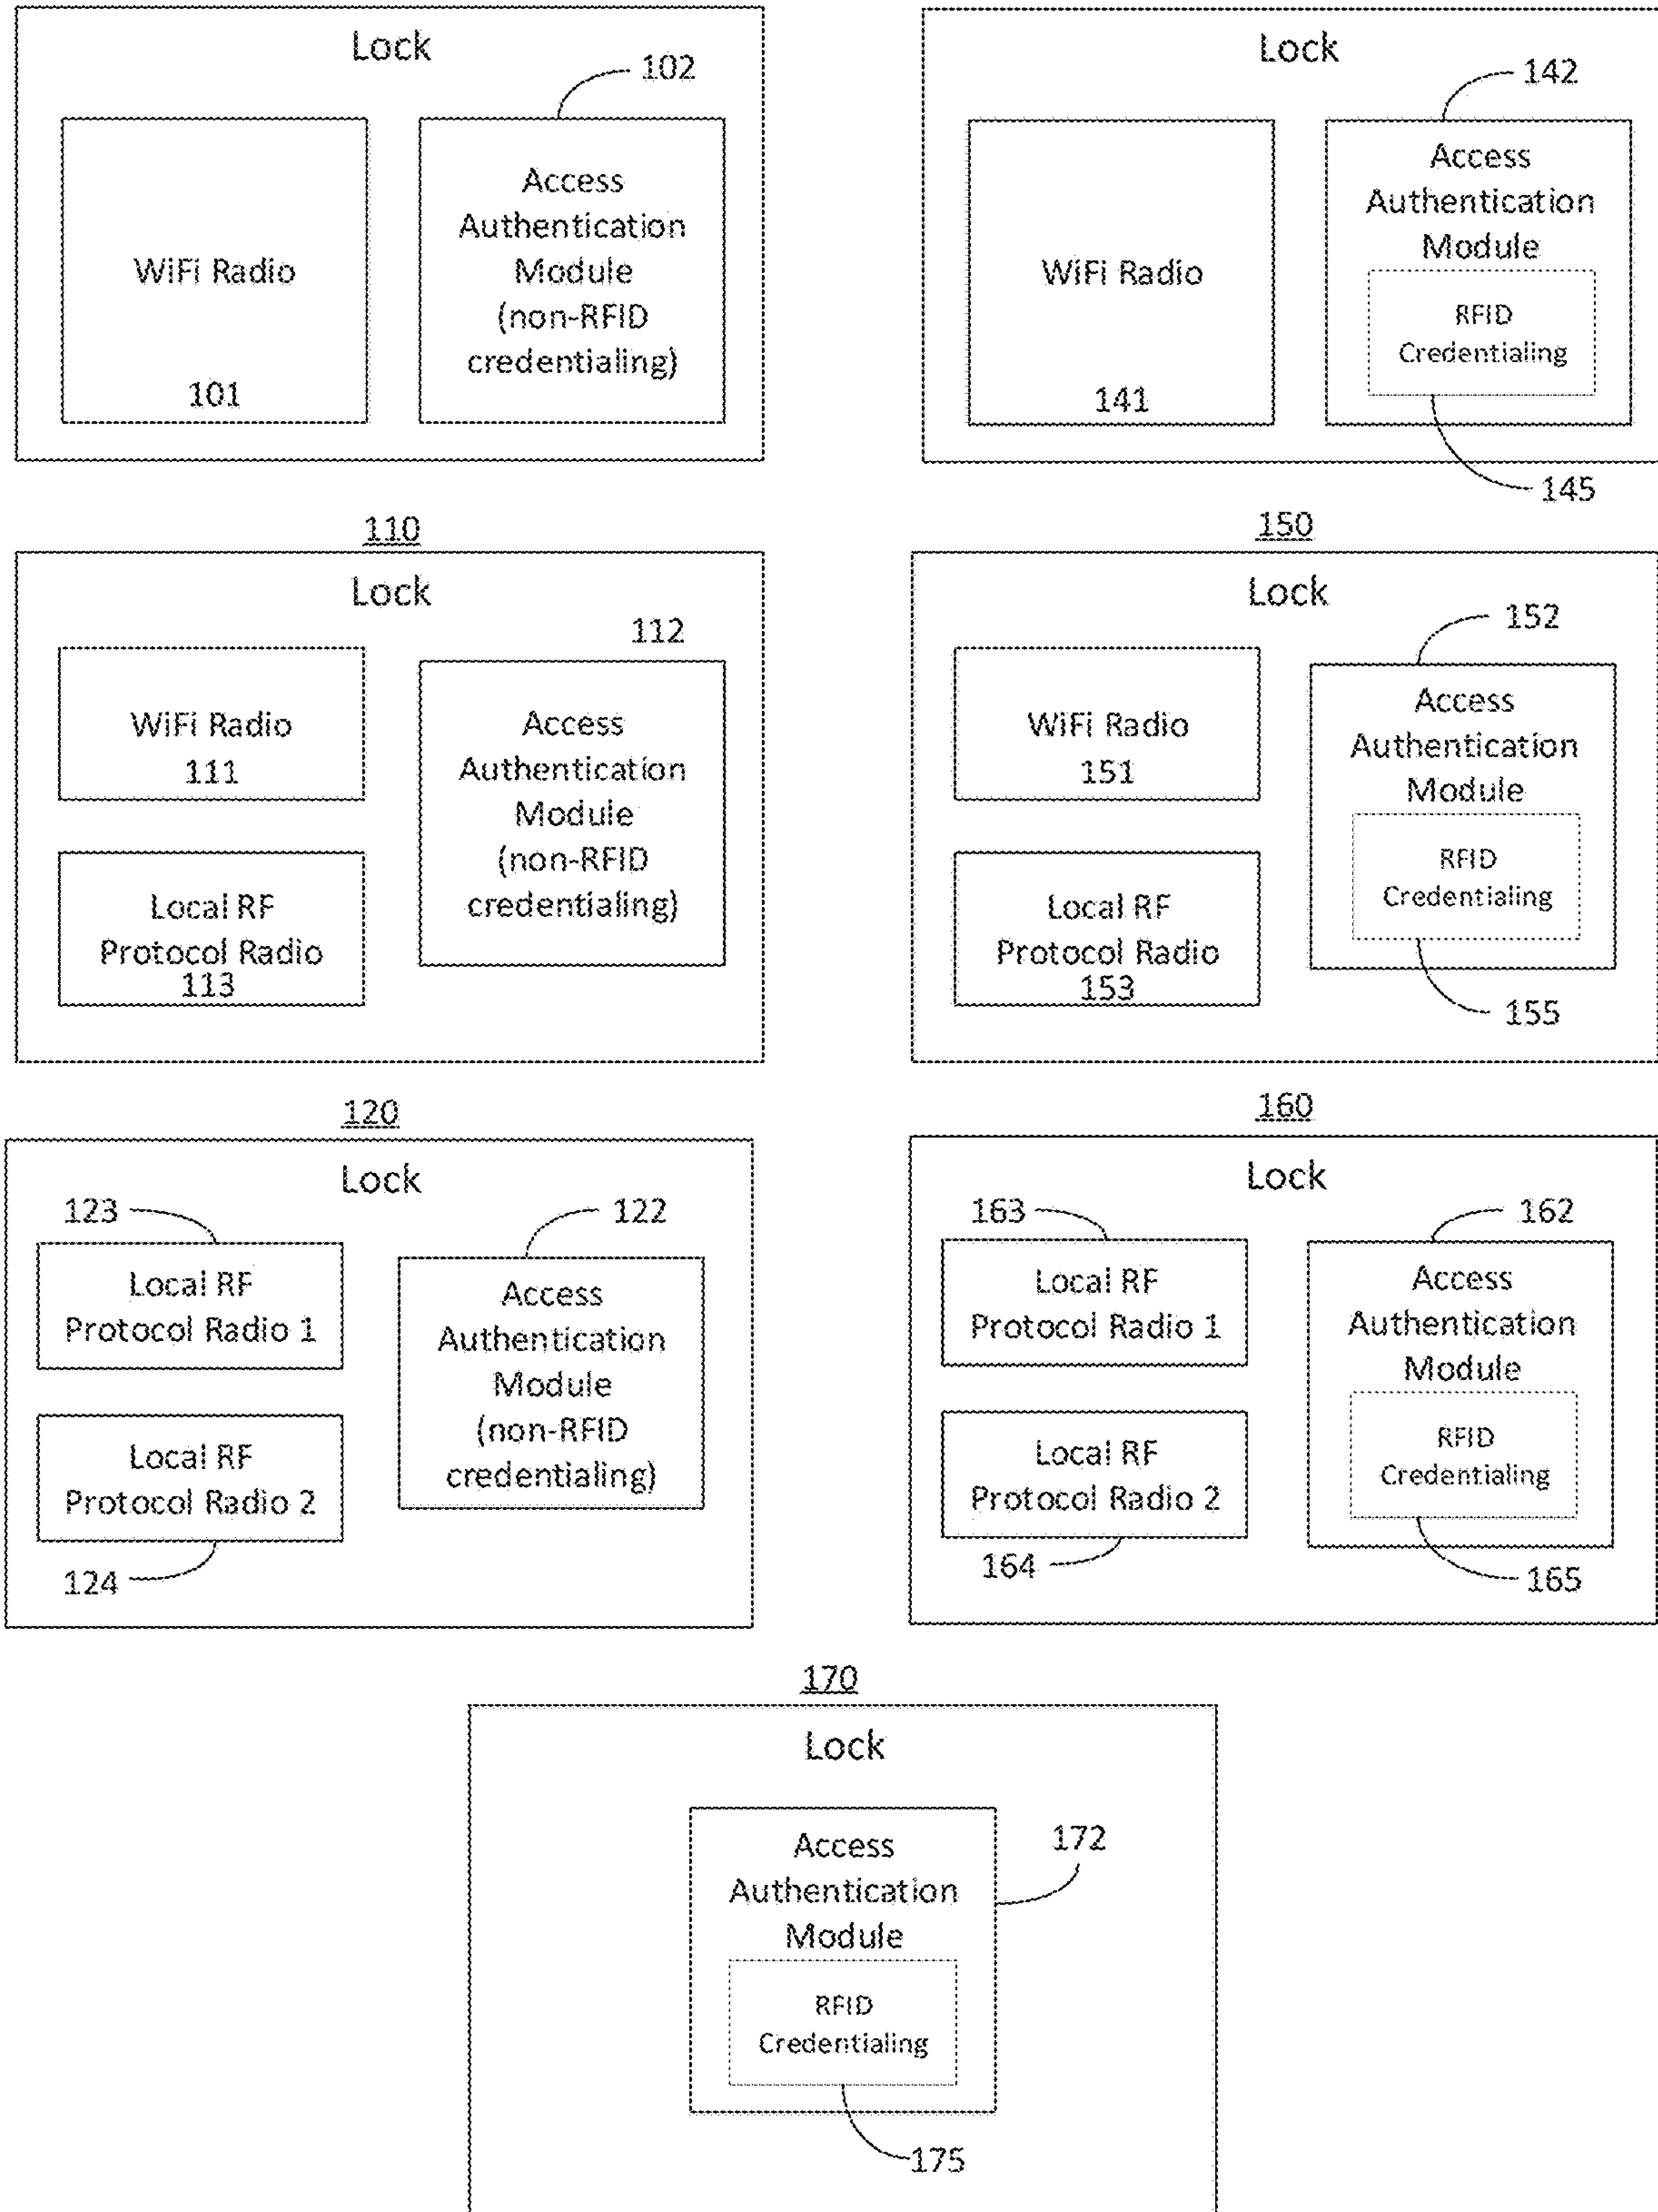 Lock
102
WiFi Radio
101
Access
Authentication
Module
(non-RFID
credentialing)
Lock
142
WiFi Radio
141
Access
Authentication
Module
RFID
Credentialing
145
110
Lock
112
WiFi Radio
111
Local RF
Protocol Radio
113
Access
Authentication
Module
(non-RFID
credentialing)
150
Lock
152
WiFi Radio
151
Local RF
Protocol Radio
153
Access
Authentication
Module
RFID
Credentialing
155
120
Lock
123
122
Local RF
Protocol Radio 1
Local RF
Protocol Radio 2
124
Access
Authentication
Module
(non-RFID
credentialing)
160
Lock
163
162
Local RF
Protocol Radio 1
Local RF
Protocol Radio 2
164
Access
Authentication
Module
RFID
Credentialing
165
170
Lock
172
Access
Authentication
Module
RFID
Credentialing
175